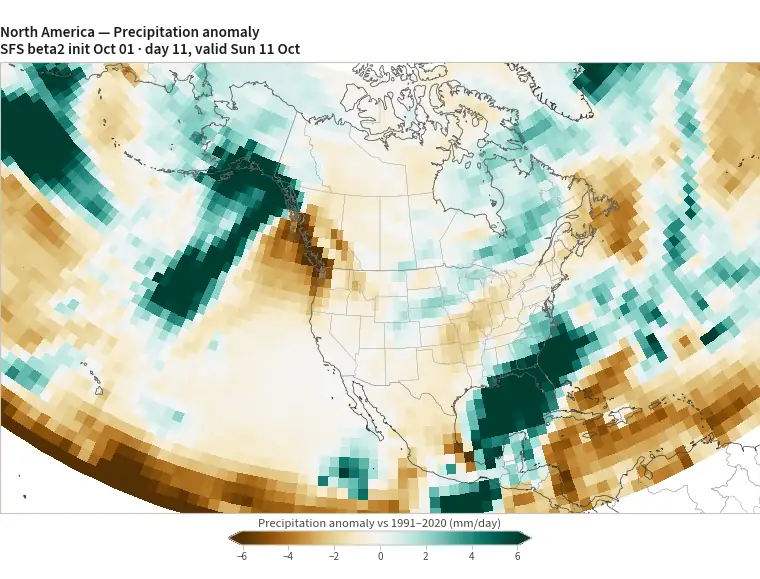 North America — Precipitation anomaly
SFS beta2 init Oct 01 · day 11, valid Sun 11 Oct
Precipitation anomaly vs 1991–2020 (mm/day)
−6 −4 −2 0 2 4 6